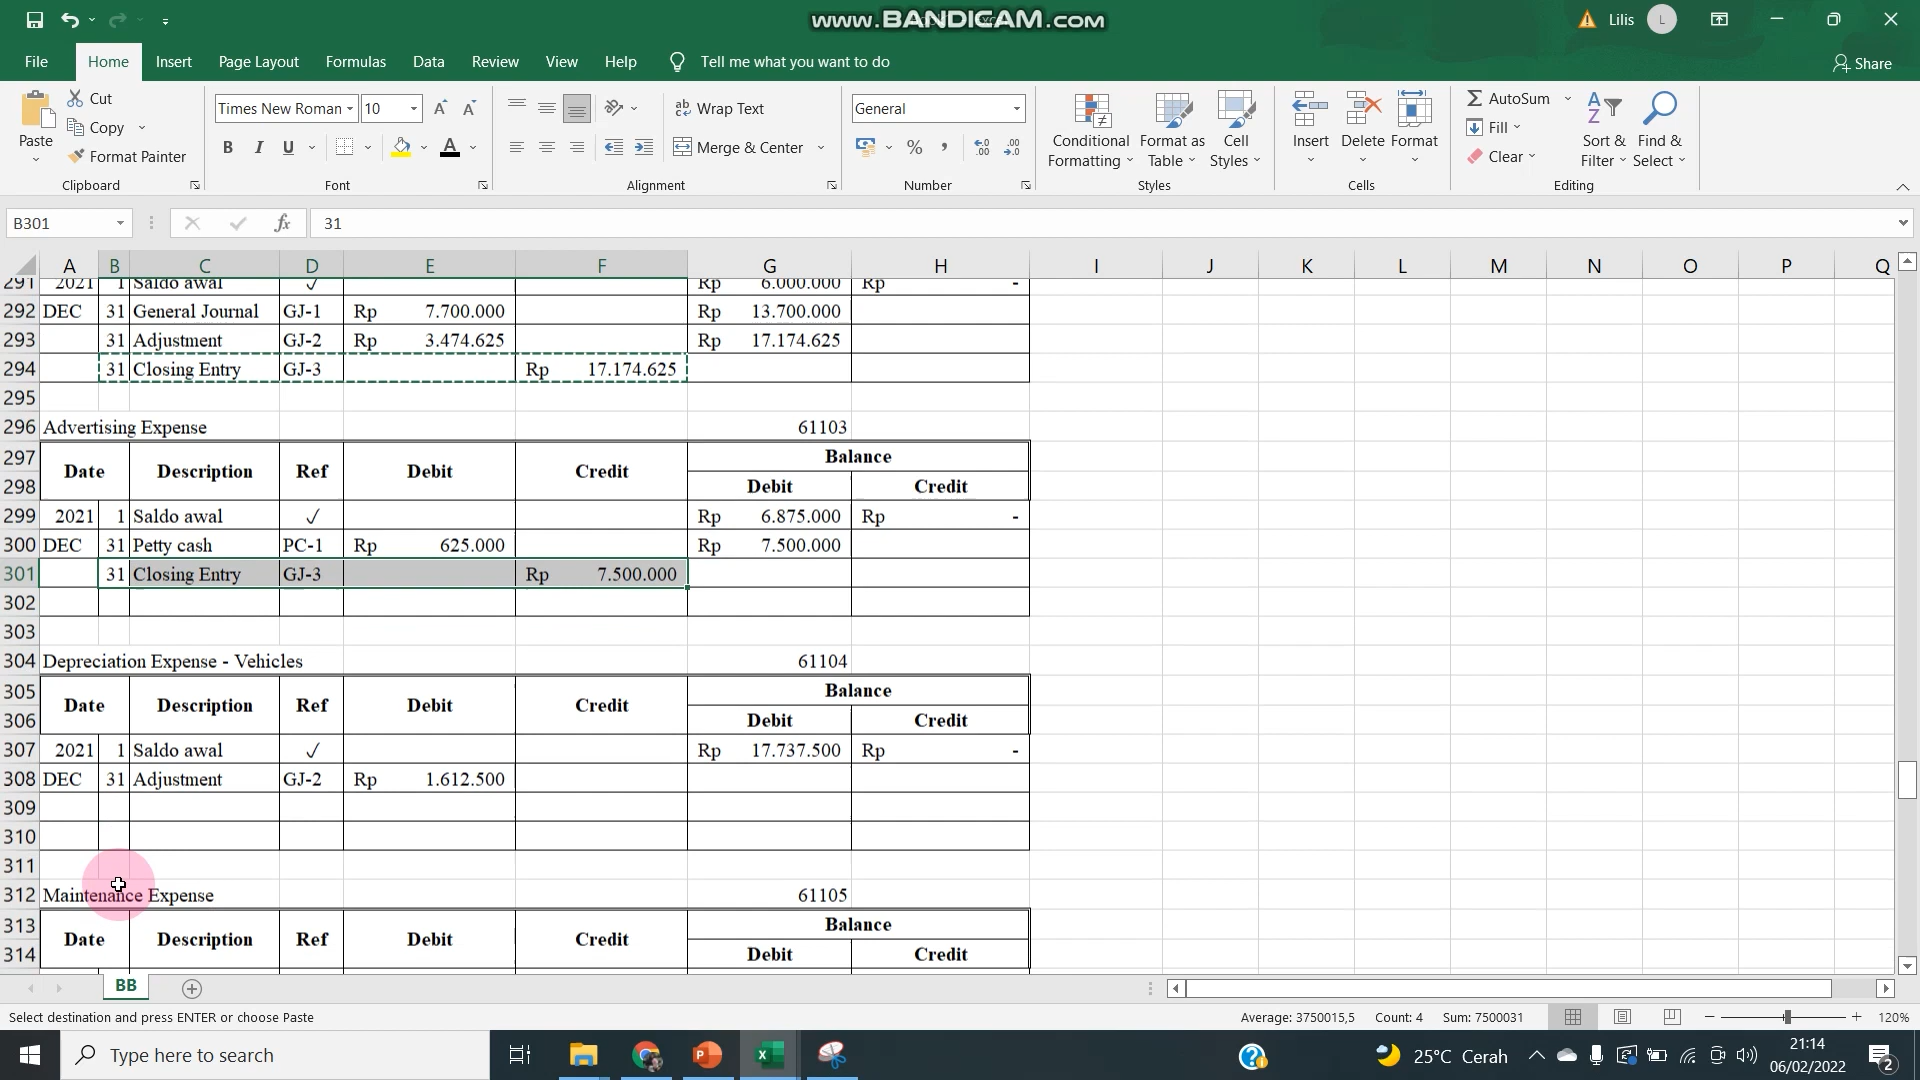 www.BANDICAM.com
Lilis
L
File Home Insert Page Layout Formulas Data Review View Help Tell me what you want to do
Share
Paste
Cut
Copy
Format Painter
Clipboard
Times New Roman 10
B I U
Font
Wrap Text
Merge & Center
Alignment
General
Number
Conditional Formatting
Format as Table
Cell Styles
Styles
Insert
Delete
Format
Cells
AutoSum
Fill
Clear
Sort & Filter
Find & Select
Editing
B301 fx 31
A B C D E F G H I J K L M N O P Q
291 2021 1 Saldo awal ✓ Rp 6.000.000 Rp -
292 DEC 31 General Journal GJ-1 Rp 7.700.000 Rp 13.700.000
293 31 Adjustment GJ-2 Rp 3.474.625 Rp 17.174.625
294 31 Closing Entry GJ-3 Rp 17.174.625
295
296 Advertising Expense 61103
297 Date Description Ref Debit Credit Balance
298 Debit Credit
299 2021 1 Saldo awal ✓ Rp 6.875.000 Rp -
300 DEC 31 Petty cash PC-1 Rp 625.000 Rp 7.500.000
301 31 Closing Entry GJ-3 Rp 7.500.000
302
303
304 Depreciation Expense - Vehicles 61104
305 Date Description Ref Debit Credit Balance
306 Debit Credit
307 2021 1 Saldo awal ✓ Rp 17.737.500 Rp -
308 DEC 31 Adjustment GJ-2 Rp 1.612.500
309
310
311
312 Maintenance Expense 61105
313 Date Description Ref Debit Credit Balance
314 Debit Credit
BB
Select destination and press ENTER or choose Paste Average: 3750015,5 Count: 4 Sum: 7500031 120%
Type here to search
25°C Cerah
21:14
06/02/2022
2